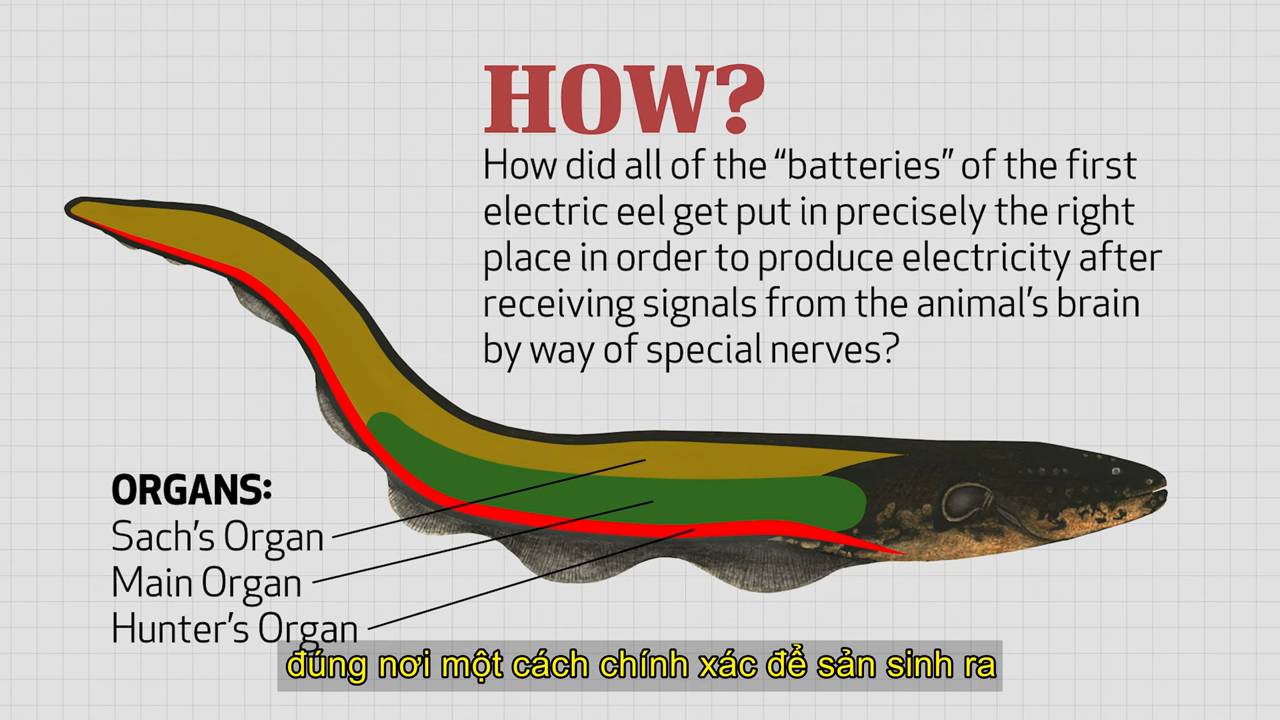 HOW?
How did all of the “batteries” of the first
electric eel get put in precisely the right
place in order to produce electricity after
receiving signals from the animal’s brain
by way of special nerves?
ORGANS:
Sach’s Organ
Main Organ
Hunter’s Organ
đúng nơi một cách chính xác để sản sinh ra